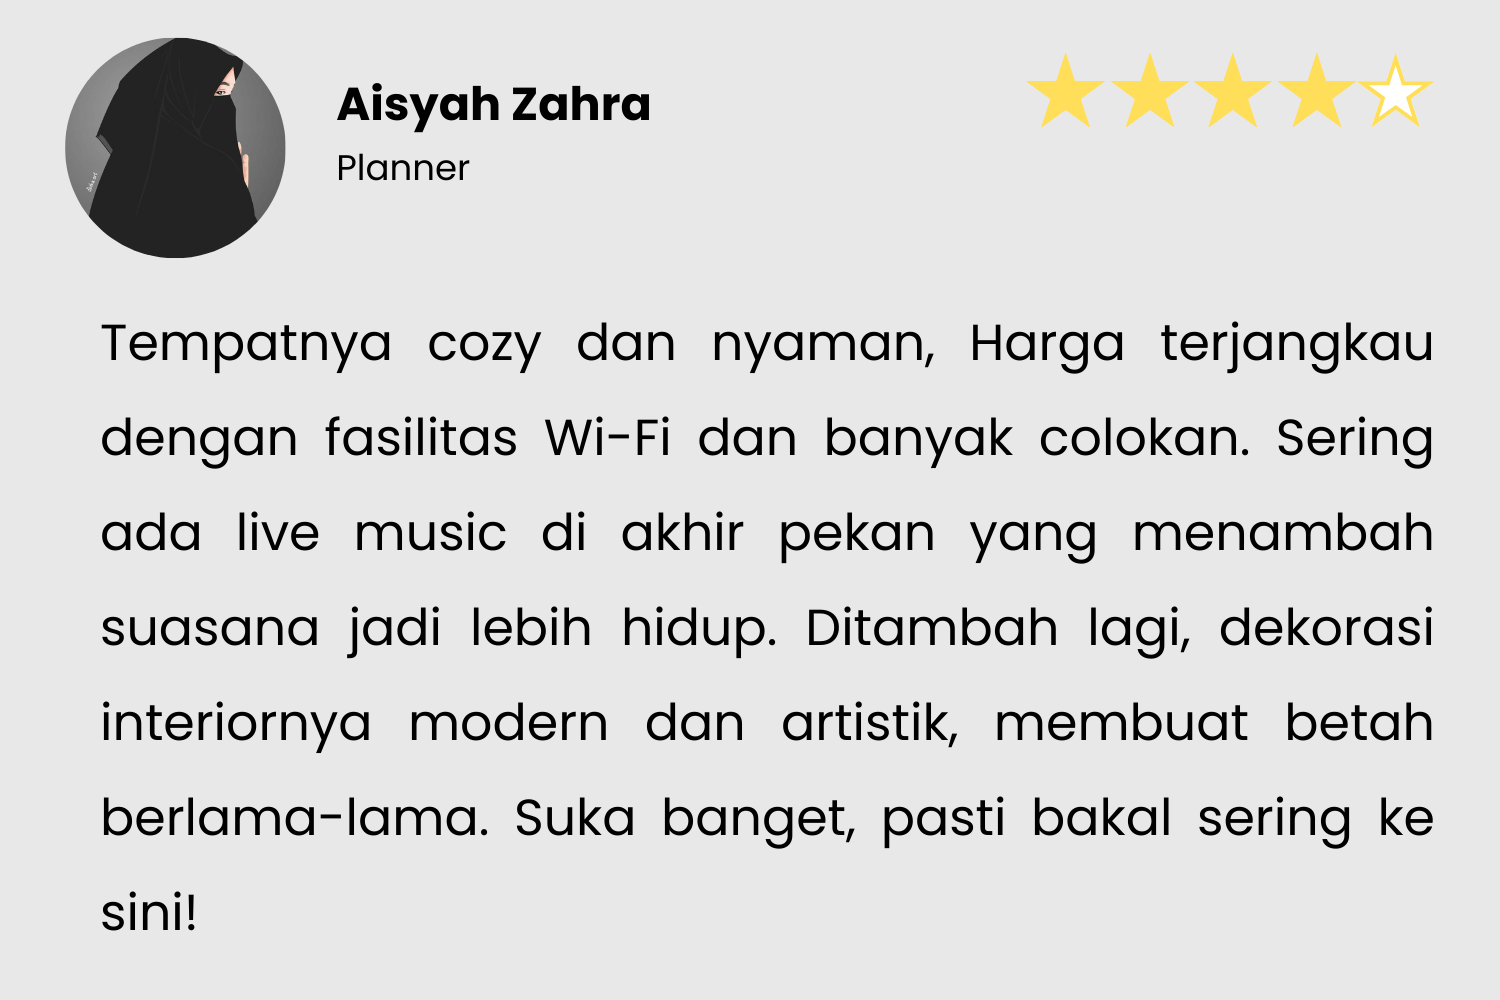 Aisyah Zahra
Planner
Tempatnya cozy dan nyaman, Harga terjangkau
dengan fasilitas Wi-Fi dan banyak colokan. Sering
ada live music di akhir pekan yang menambah
suasana jadi lebih hidup. Ditambah lagi, dekorasi
interiornya modern dan artistik, membuat betah
berlama-lama. Suka banget, pasti bakal sering ke
sini!